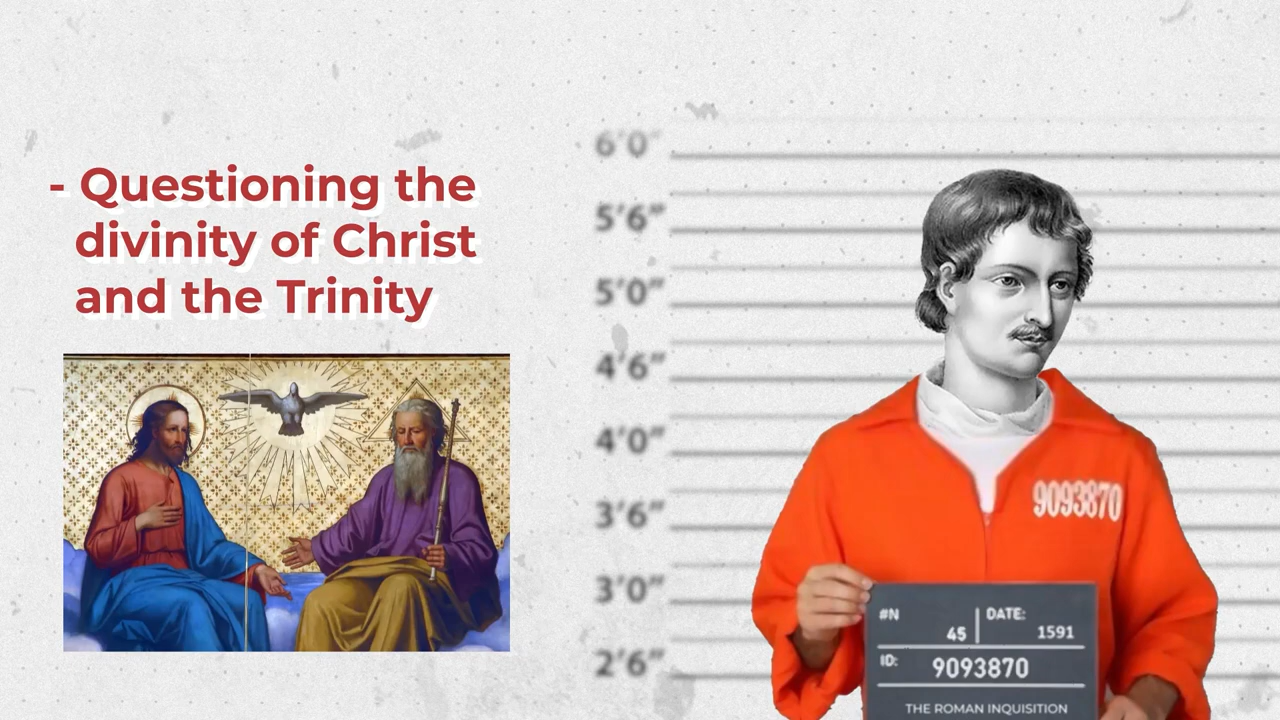 - Questioning the
divinity of Christ
and the Trinity
6'0"
5'6"
5'0"
4'6"
4'0"
3'6"
3'0"
2'6"
9093870
#N
45
DATE:
1591
ID:
9093870
THE ROMAN INQUISITION